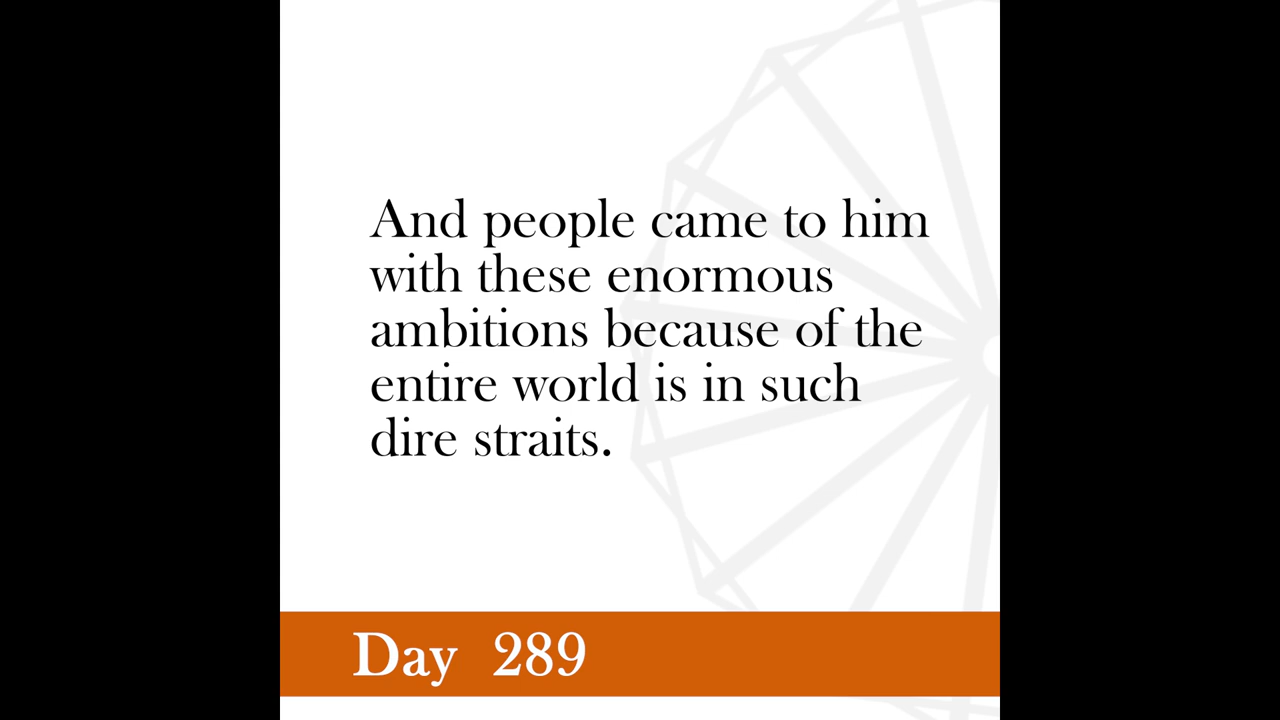 And people came to him
with these enormous
ambitions because of the
entire world is in such
dire straits.
Day 289